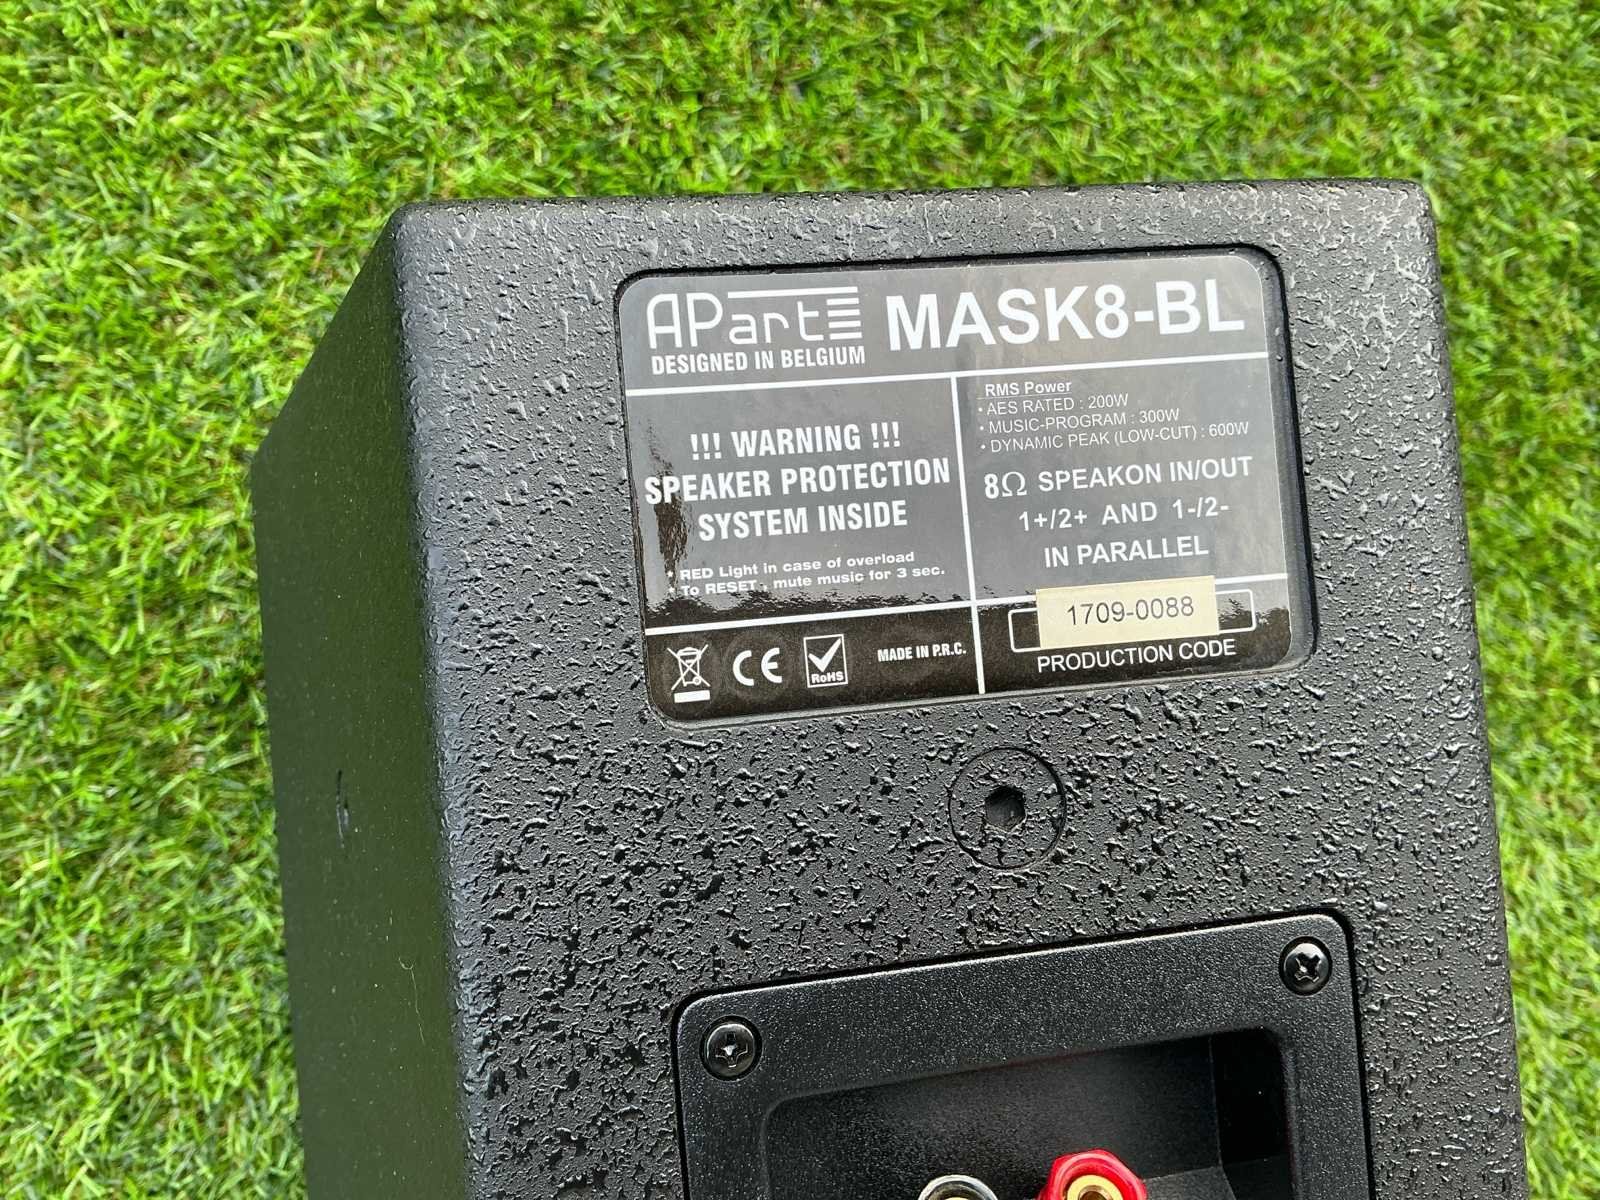 APart
DESIGNED IN BELGIUM
MASK8-BL
!!! WARNING !!!
SPEAKER PROTECTION
SYSTEM INSIDE
* RED Light in case of overload
* To RESET - mute music for 3 sec.
RMS Power
• AES RATED : 200W
• MUSIC-PROGRAM : 300W
• DYNAMIC PEAK (LOW-CUT) : 600W
8Ω SPEAKON IN/OUT
1+/2+ AND 1-/2-
IN PARALLEL
CE
RoHS
MADE IN P.R.C.
1709-0088
PRODUCTION CODE